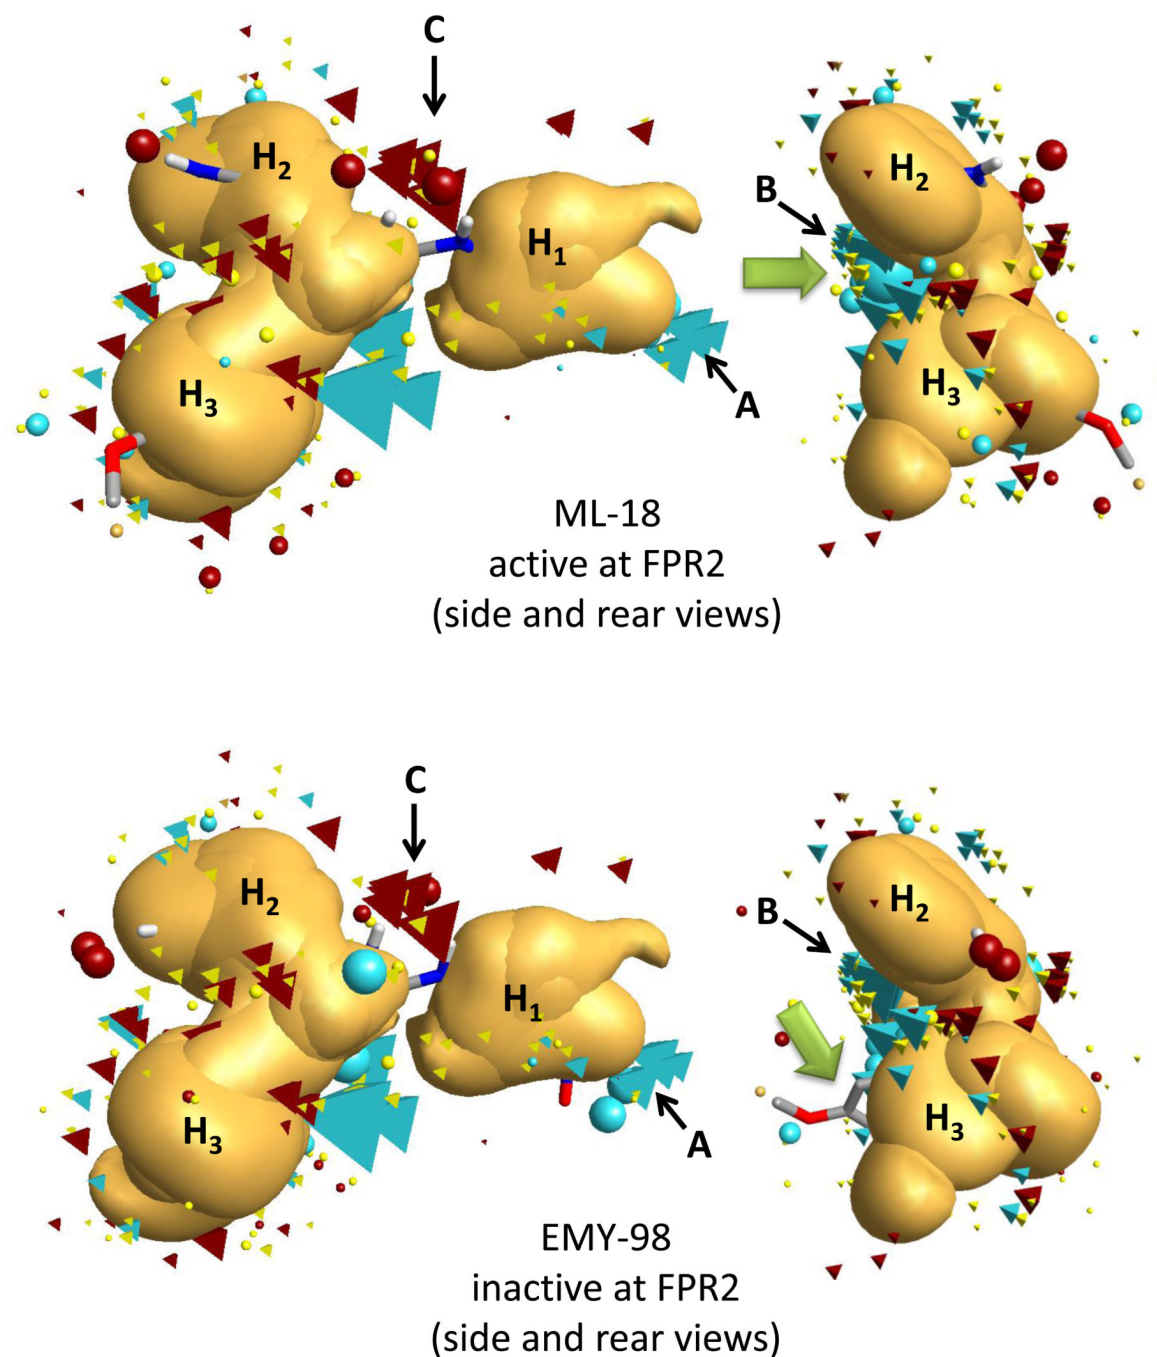 C
H2
H1
H3
A
B
H2
H3
ML-18
active at FPR2
(side and rear views)
C
H2
H1
H3
A
B
H2
H3
EMY-98
inactive at FPR2
(side and rear views)